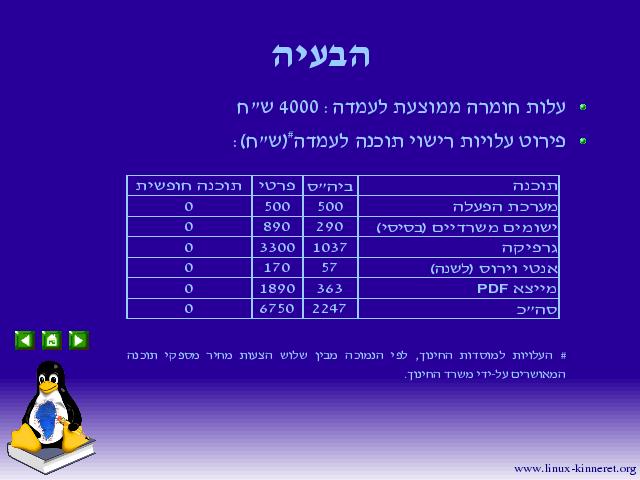 הבעיה
עלות חומרה ממוצעת לעמדה: 4000 ש"ח
פירוט עלויות רישוי תוכנה לעמדה#(ש"ח):
תוכנה ביה"ס פרטי תוכנה חופשית
מערכת הפעלה 500 500 0
ישומים משרדיים (בסיסי) 290 890 0
גרפיקה 1037 3300 0
אנטי וירוס (לשנה) 57 170 0
מייצא PDF 363 1890 0
סה"כ 2247 6750 0
# העלויות למוסדות החינוך, לפי הנמוכה מבין שלוש הצעות מחיר מספקי תוכנה
המאושרים על-ידי משרד החינוך.
www.linux-kinneret.org